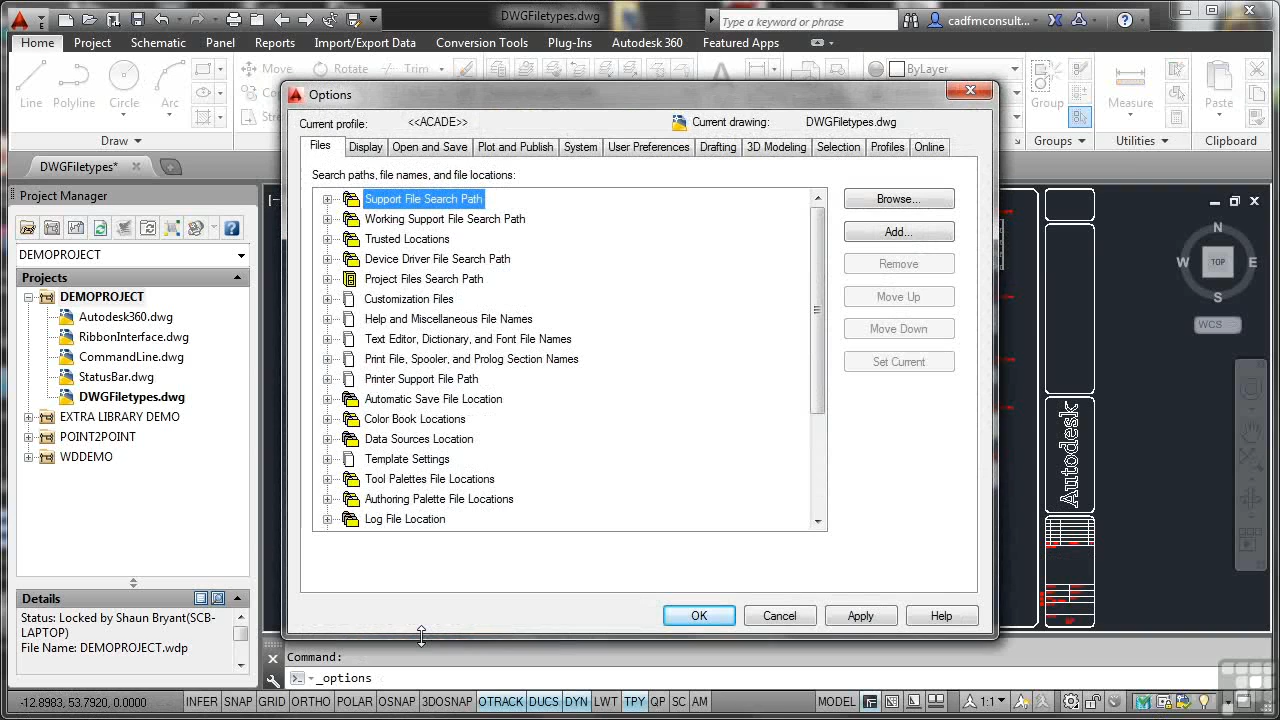 DWGFiletypes.dwg
Type a keyword or phrase
cadfmconsult...
Home Project Schematic Panel Reports Import/Export Data Conversion Tools Plug-Ins Autodesk 360 Featured Apps
Line Polyline Circle Arc
Move Rotate Trim
ByLayer
Group Measure Paste
Draw Groups Utilities Clipboard
DWGFiletypes*
Project Manager
DEMOPROJECT
Projects
DEMOPROJECT
Autodesk360.dwg
RibbonInterface.dwg
CommandLine.dwg
StatusBar.dwg
DWGFiletypes.dwg
EXTRA LIBRARY DEMO
POINT2POINT
WDDEMO
Details
Status: Locked by Shaun Bryant(SCB-
LAPTOP)
File Name: DEMOPROJECT.wdp
Options
Current profile: <<ACADE>> Current drawing: DWGFiletypes.dwg
Files Display Open and Save Plot and Publish System User Preferences Drafting 3D Modeling Selection Profiles Online
Search paths, file names, and file locations:
Support File Search Path
Working Support File Search Path
Trusted Locations
Device Driver File Search Path
Project Files Search Path
Customization Files
Help and Miscellaneous File Names
Text Editor, Dictionary, and Font File Names
Print File, Spooler, and Prolog Section Names
Printer Support File Path
Automatic Save File Location
Color Book Locations
Data Sources Location
Template Settings
Tool Palettes File Locations
Authoring Palette File Locations
Log File Location
Browse...
Add...
Remove
Move Up
Move Down
Set Current
OK Cancel Apply Help
N
W TOP E
S
WCS
Autodesk
Command:
_options
-12.8983, 53.7920, 0.0000 INFER SNAP GRID ORTHO POLAR OSNAP 3DOSNAP OTRACK DUCS DYN LWT TPY QP SC AM MODEL 1:1